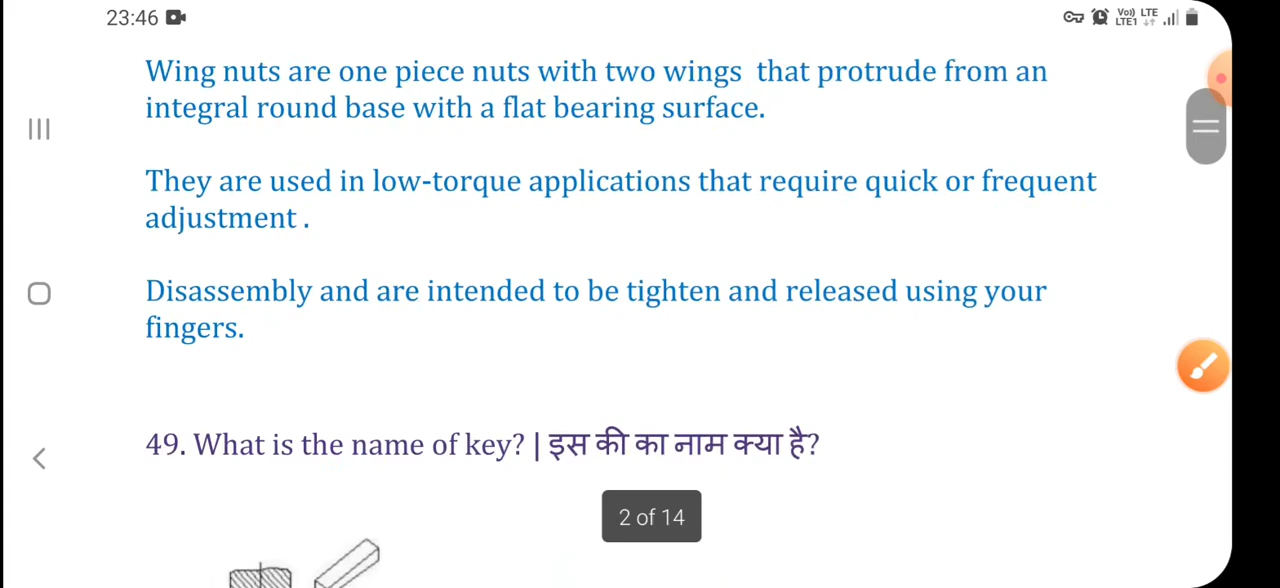 23:46
Vo)) LTE
LTE1
Wing nuts are one piece nuts with two wings that protrude from an
integral round base with a flat bearing surface.
They are used in low-torque applications that require quick or frequent
adjustment .
Disassembly and are intended to be tighten and released using your
fingers.
49. What is the name of key? | इस की का नाम क्या है?
2 of 14